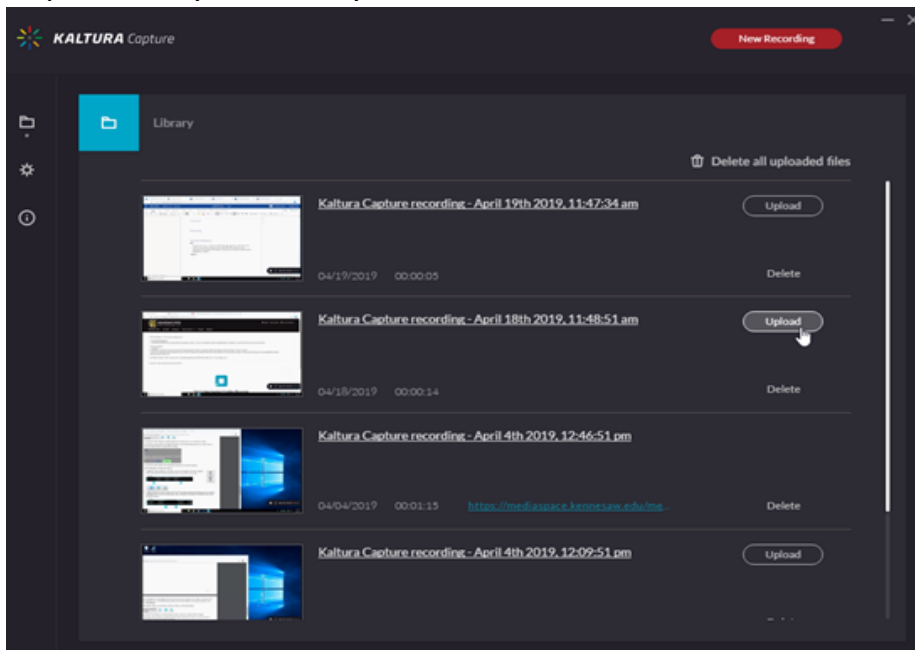 KALTURA Capture
New Recording
Library
Delete all uploaded files
Kaltura Capture recording - April 19th 2019, 11:47:34 am
Upload
04/19/2019 00:00:05
Delete
Kaltura Capture recording - April 18th 2019, 11:48:51 am
Upload
04/18/2019 00:00:14
Delete
Kaltura Capture recording - April 4th 2019, 12:46:51 pm
04/04/2019 00:01:15 https://mediaspace.kennesaw.edu/me...
Delete
Kaltura Capture recording - April 4th 2019, 12:09:51 pm
Upload